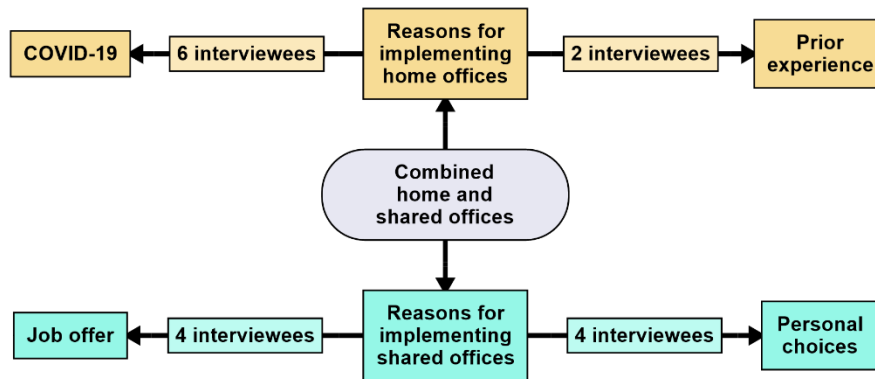 COVID-19
6 interviewees
Reasons for
implementing
home offices
2 interviewees
Prior
experience
Combined
home and
shared offices
Job offer
4 interviewees
Reasons for
implementing
shared offices
4 interviewees
Personal
choices